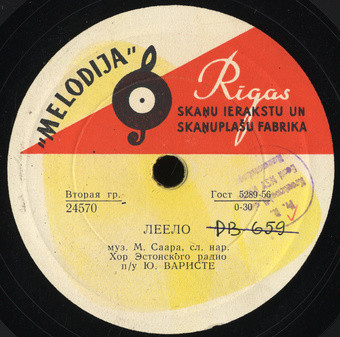 "MELODIJA"
Rīgas
SKAŅU IERAKSTU UN
SKAŅUPLAŠU FABRIKA
Вторая гр.
24570
Гост 5289-56
0-30
ЛЕЕЛО
DB 659
муз. М. Саара, сл. нар.
Хор Эстонского радио
п/у Ю. ВАРИСТЕ